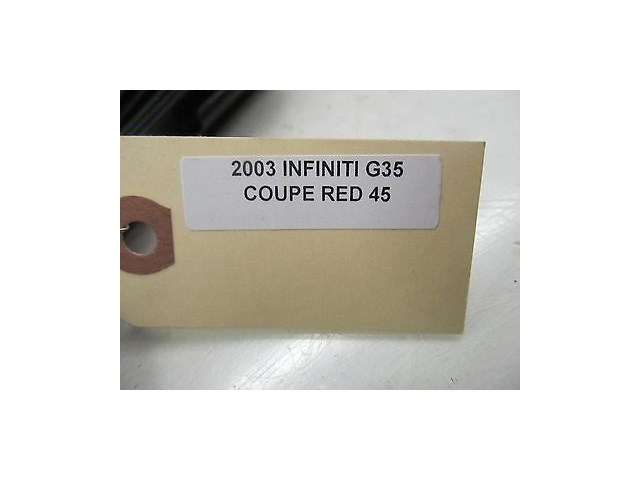 2003 INFINITI G35
COUPE RED 45